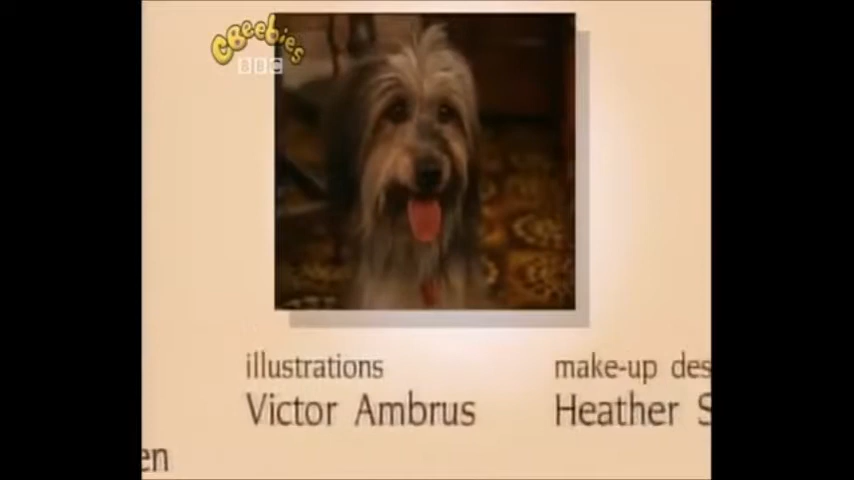 CBeebies
BBC
illustrations
Victor Ambrus
make-up des
Heather S
en